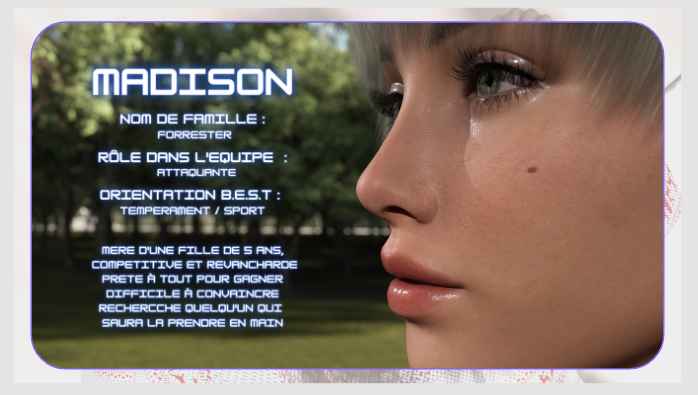 MADISON
NOM DE FAMILLE :
FORRESTER
RÔLE DANS L'EQUIPE :
ATTAQUANTE
ORIENTATION B.E.S.T :
TEMPERAMENT / SPORT
MERE D'UNE FILLE DE 5 ANS,
COMPETITIVE ET REVANCHARDE
PRETE À TOUT POUR GAGNER
DIFFICILE À CONVAINCRE
RECHERCCHE QUELQU'UN QUI
SAURA LA PRENDRE EN MAIN